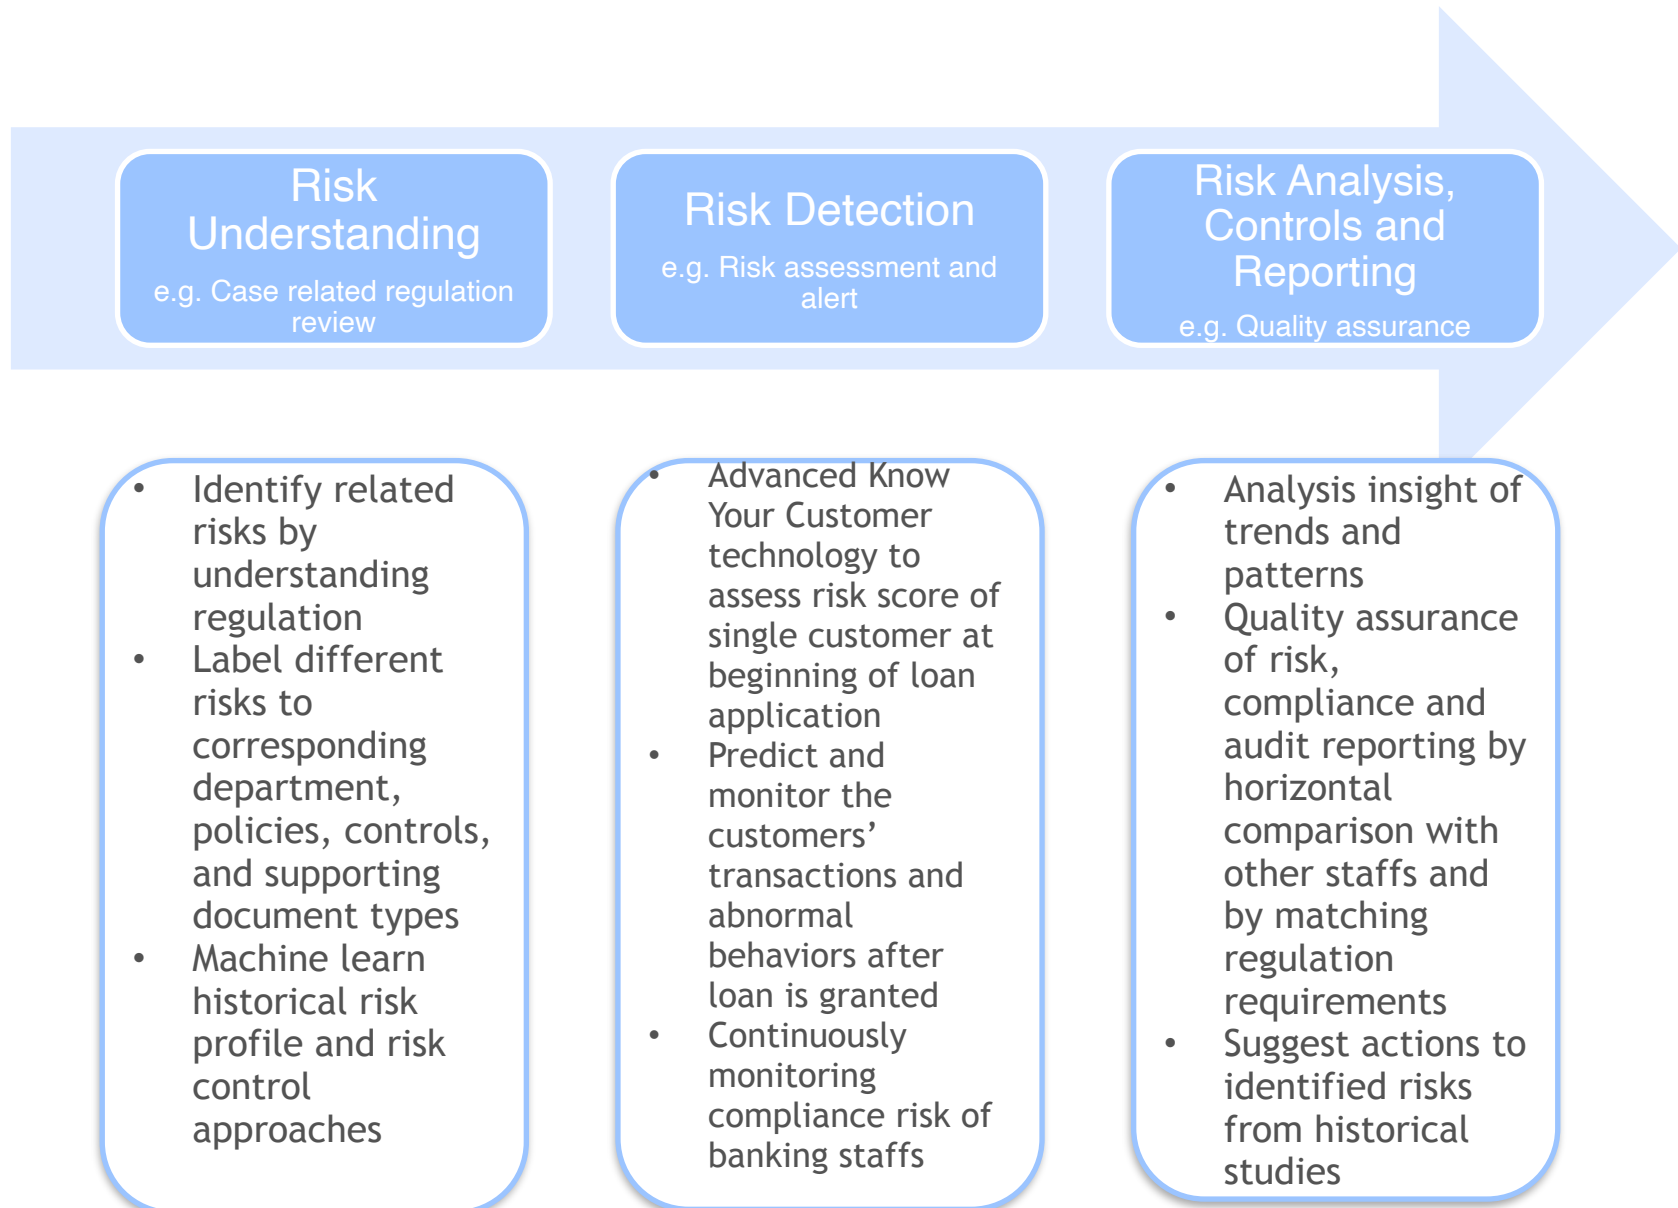 Risk
Understanding
e.g. Case related regulation
review
Risk Detection
e.g. Risk assessment and
alert
Risk Analysis,
Controls and
Reporting
e.g. Quality assurance
• Identify related
risks by
understanding
regulation
• Label different
risks to
corresponding
department,
policies, controls,
and supporting
document types
• Machine learn
historical risk
profile and risk
control
approaches
• Advanced Know
Your Customer
technology to
assess risk score of
single customer at
beginning of loan
application
• Predict and
monitor the
customers’
transactions and
abnormal
behaviors after
loan is granted
• Continuously
monitoring
compliance risk of
banking staffs
• Analysis insight of
trends and
patterns
• Quality assurance
of risk,
compliance and
audit reporting by
horizontal
comparison with
other staffs and
by matching
regulation
requirements
• Suggest actions to
identified risks
from historical
studies